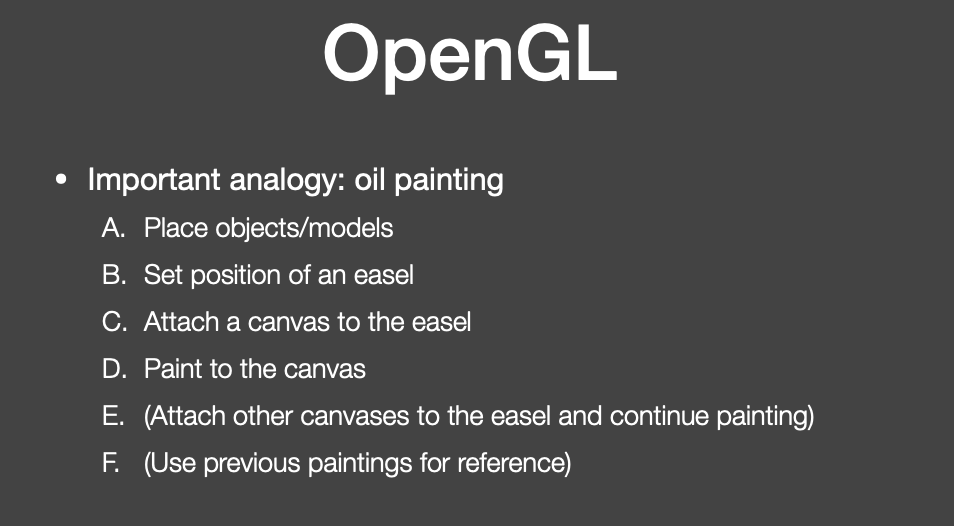 OpenGL
• Important analogy: oil painting
A. Place objects/models
B. Set position of an easel
C. Attach a canvas to the easel
D. Paint to the canvas
E. (Attach other canvases to the easel and continue painting)
F. (Use previous paintings for reference)